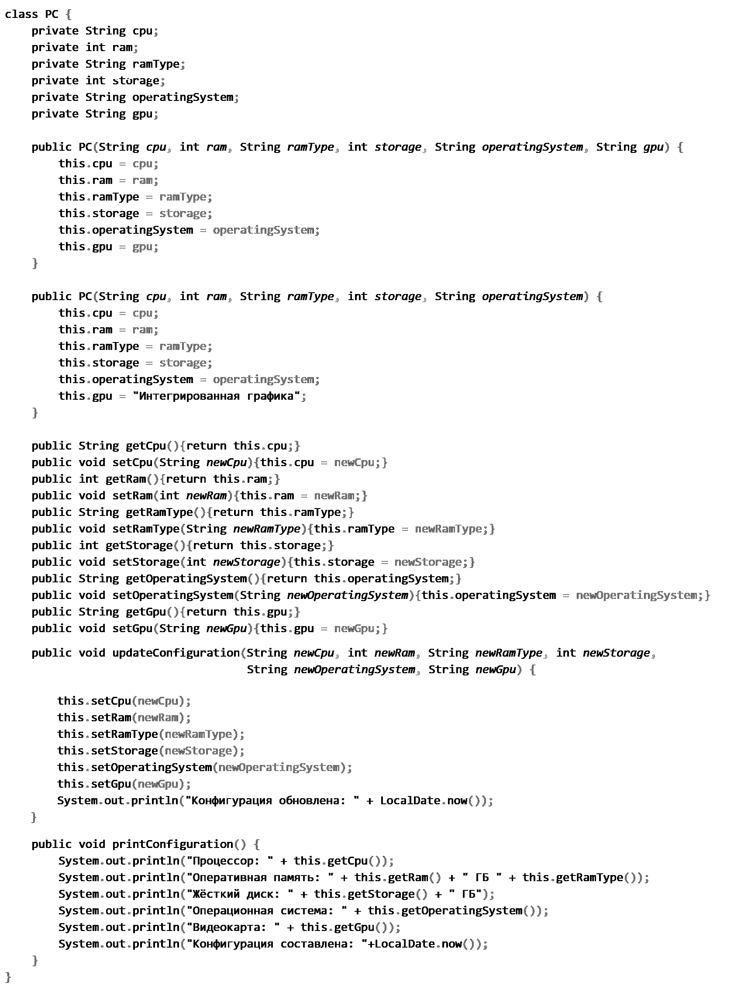 class PC {
    private String cpu;
    private int ram;
    private String ramType;
    private int storage;
    private String operatingSystem;
    private String gpu;

    public PC(String cpu, int ram, String ramType, int storage, String operatingSystem, String gpu) {
        this.cpu = cpu;
        this.ram = ram;
        this.ramType = ramType;
        this.storage = storage;
        this.operatingSystem = operatingSystem;
        this.gpu = gpu;
    }

    public PC(String cpu, int ram, String ramType, int storage, String operatingSystem) {
        this.cpu = cpu;
        this.ram = ram;
        this.ramType = ramType;
        this.storage = storage;
        this.operatingSystem = operatingSystem;
        this.gpu = "Интегрированная графика";
    }

    public String getCpu(){return this.cpu;}
    public void setCpu(String newCpu){this.cpu = newCpu;}
    public int getRam(){return this.ram;}
    public void setRam(int newRam){this.ram = newRam;}
    public String getRamType(){return this.ramType;}
    public void setRamType(String newRamType){this.ramType = newRamType;}
    public int getStorage(){return this.storage;}
    public void setStorage(int newStorage){this.storage = newStorage;}
    public String getOperatingSystem(){return this.operatingSystem;}
    public void setOperatingSystem(String newOperatingSystem){this.operatingSystem = newOperatingSystem;}
    public String getGpu(){return this.gpu;}
    public void setGpu(String newGpu){this.gpu = newGpu;}
    public void updateConfiguration(String newCpu, int newRam, String newRamType, int newStorage,
                                    String newOperatingSystem, String newGpu) {

        this.setCpu(newCpu);
        this.setRam(newRam);
        this.setRamType(newRamType);
        this.setStorage(newStorage);
        this.setOperatingSystem(newOperatingSystem);
        this.setGpu(newGpu);
        System.out.println("Конфигурация обновлена: " + LocalDate.now());
    }

    public void printConfiguration() {
        System.out.println("Процессор: " + this.getCpu());
        System.out.println("Оперативная память: " + this.getRam() + " ГБ " + this.getRamType());
        System.out.println("Жёсткий диск: " + this.getStorage() + " ГБ");
        System.out.println("Операционная система: " + this.getOperatingSystem());
        System.out.println("Видеокарта: " + this.getGpu());
        System.out.println("Конфигурация составлена: "+LocalDate.now());
    }
}